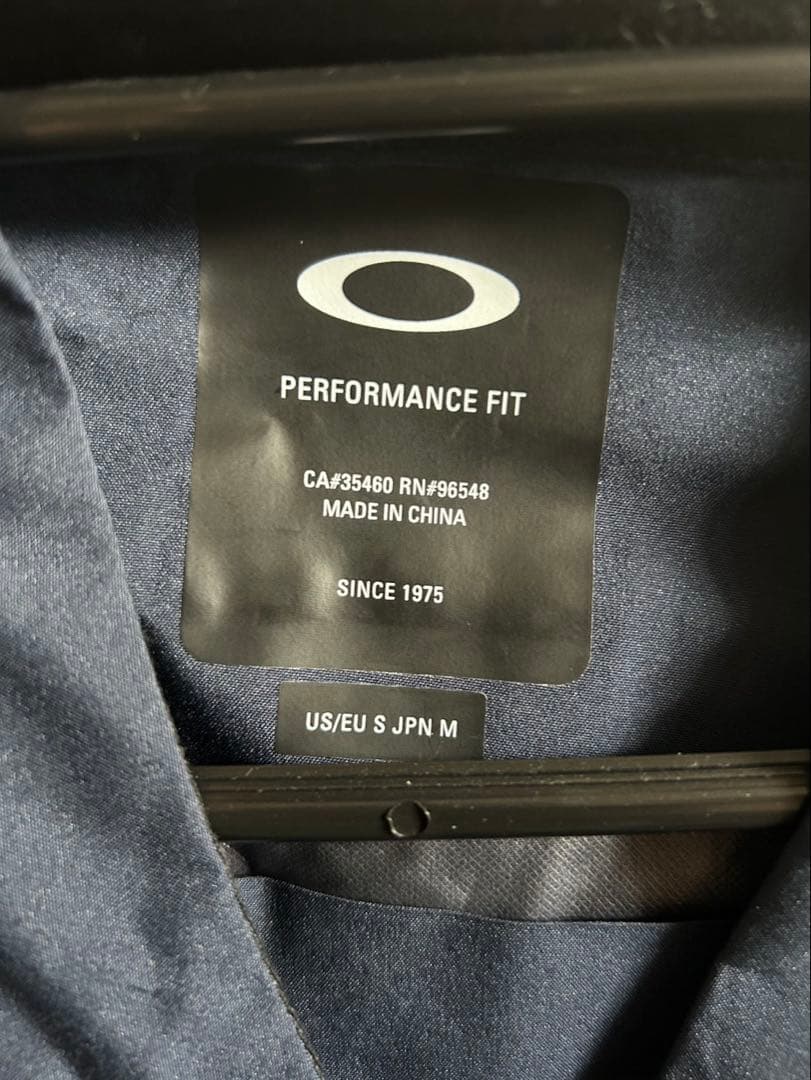 PERFORMANCE FIT
CA#35460 RN#96548
MADE IN CHINA
SINCE 1975
US/EU S JPN M